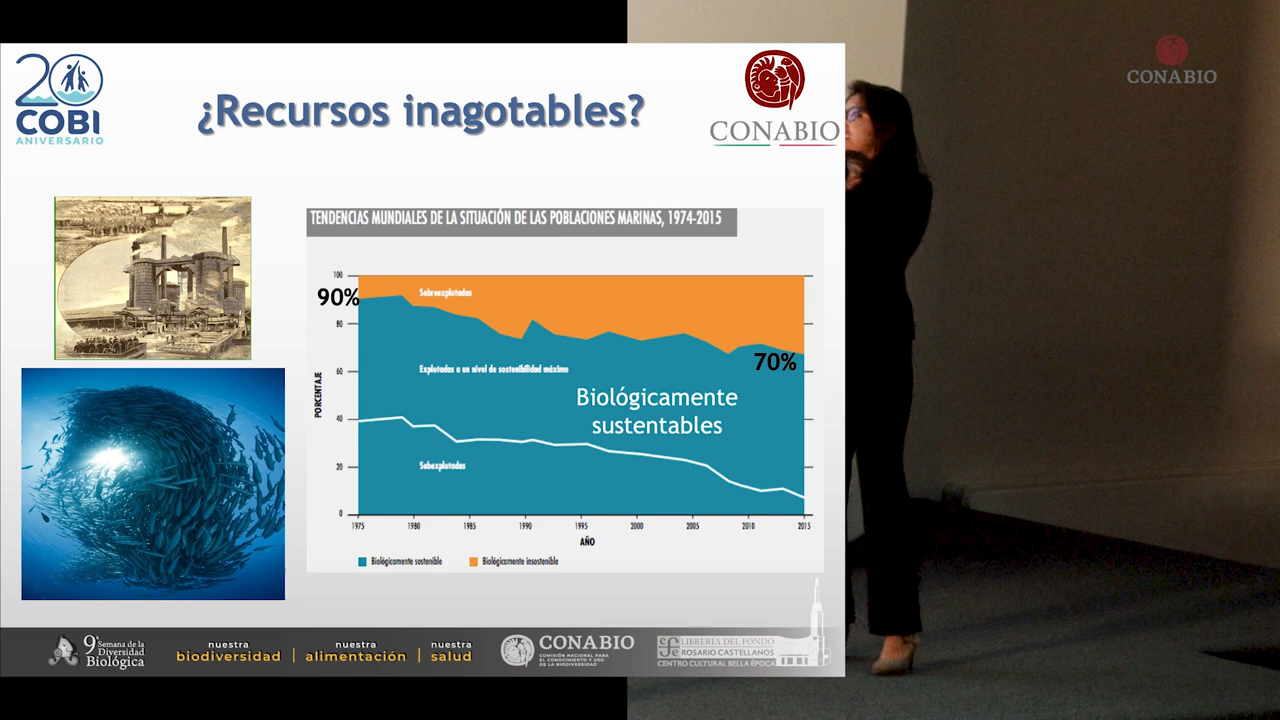 20
COBI
ANIVERSARIO
¿Recursos inagotables?
CONABIO
CONABIO
TENDENCIAS MUNDIALES DE LA SITUACIÓN DE LAS POBLACIONES MARINAS, 1974-2015
PORCENTAJE
100
80
60
40
20
0
90%
Sobreexplotadas
70%
Explotadas a un nivel de sostenibilidad máximo
Biológicamente
sustentables
Subexplotadas
1975 1980 1985 1990 1995 2000 2005 2010 2015
AÑO
Biológicamente sostenible Biológicamente insostenible
9ª Semana de la
Diversidad
Biológica
nuestra
biodiversidad
nuestra
alimentación
nuestra
salud
CONABIO
COMISIÓN NACIONAL PARA
EL CONOCIMIENTO Y USO
DE LA BIODIVERSIDAD
LIBRERÍA DEL FONDO
ROSARIO CASTELLANOS
CENTRO CULTURAL BELLA ÉPOCA